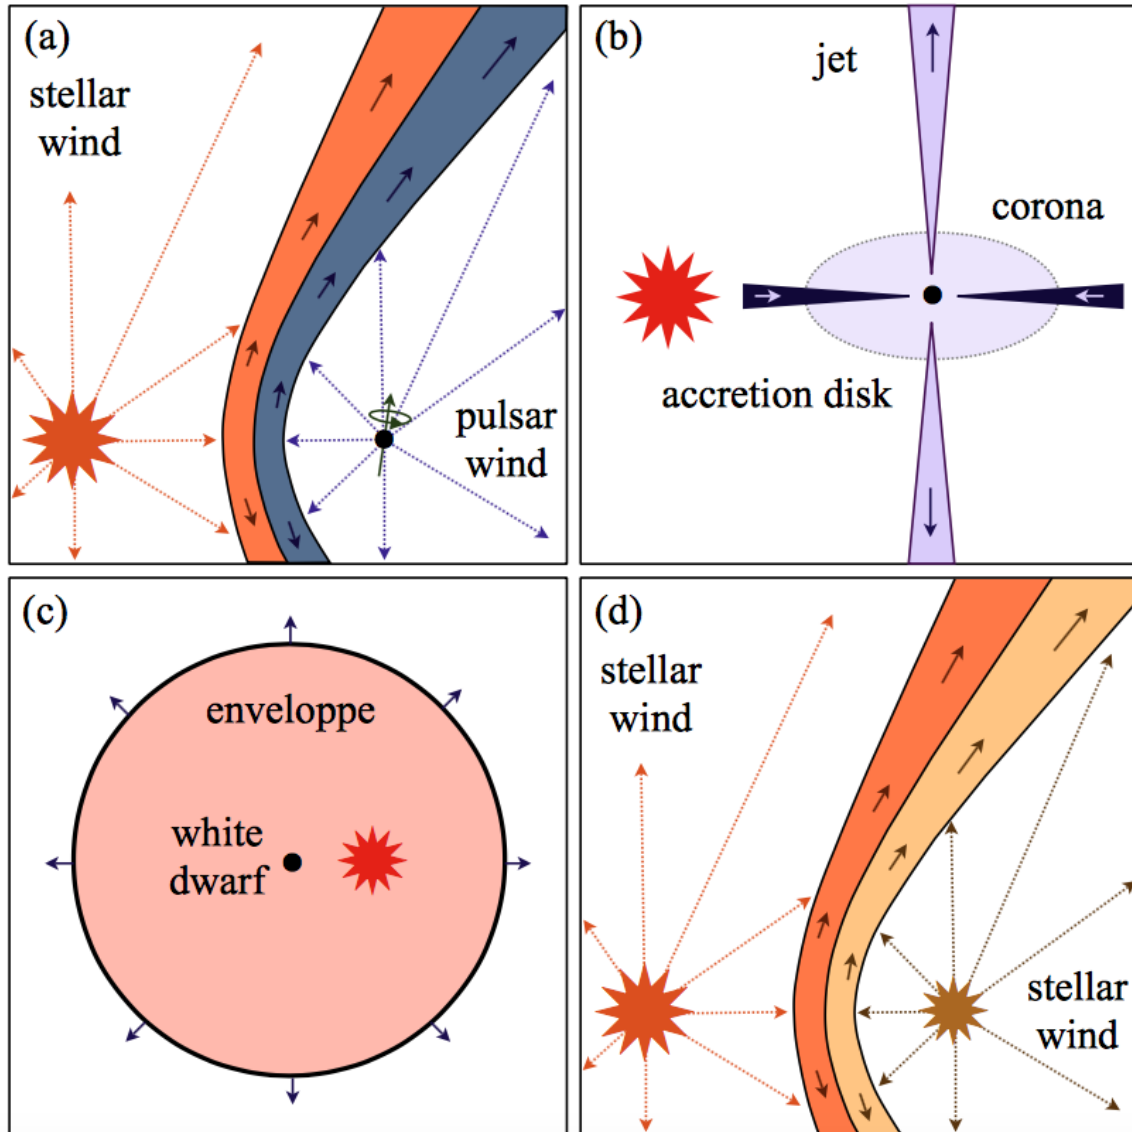 (a)
stellar
wind
pulsar
wind
(b)
jet
corona
accretion disk
(c)
enveloppe
white
dwarf
(d)
stellar
wind
stellar
wind